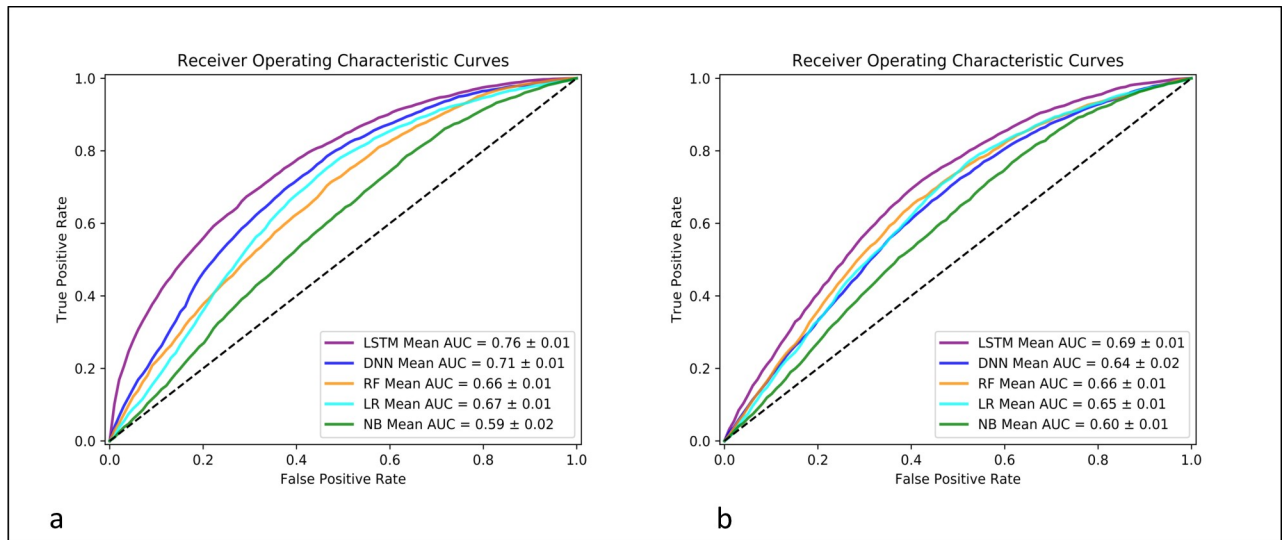 Receiver Operating Characteristic Curves
True Positive Rate
1.0
0.8
0.6
0.4
0.2
0.0
LSTM Mean AUC = 0.76 ± 0.01
DNN Mean AUC = 0.71 ± 0.01
RF Mean AUC = 0.66 ± 0.01
LR Mean AUC = 0.67 ± 0.01
NB Mean AUC = 0.59 ± 0.02
0.0 0.2 0.4 0.6 0.8 1.0
False Positive Rate
a
Receiver Operating Characteristic Curves
True Positive Rate
1.0
0.8
0.6
0.4
0.2
0.0
LSTM Mean AUC = 0.69 ± 0.01
DNN Mean AUC = 0.64 ± 0.02
RF Mean AUC = 0.66 ± 0.01
LR Mean AUC = 0.65 ± 0.01
NB Mean AUC = 0.60 ± 0.01
0.0 0.2 0.4 0.6 0.8 1.0
False Positive Rate
b